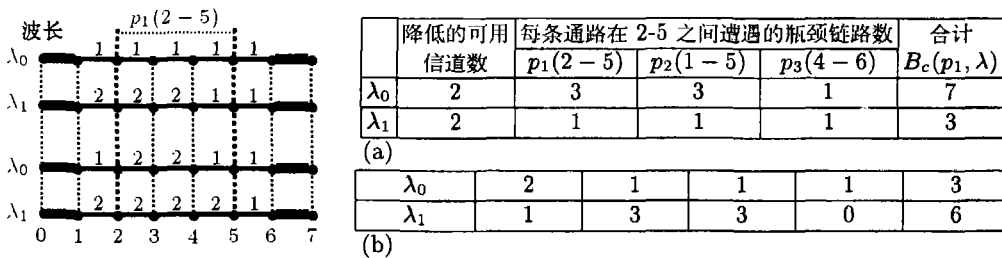 波长
p₁(2 − 5)
λ₀ 1 1 1 1 1
λ₁ 2 2 2 1 1
λ₀ 1 2 2 1 1
λ₁ 2 2 2 2 1
0 1 2 3 4 5 6 7
降低的可用 每条通路在 2-5 之间遭遇的瓶颈链路数 合计
信道数 p₁(2 − 5) p₂(1 − 5) p₃(4 − 6) B꜀(p₁, λ)
λ₀ 2 3 3 1 7
λ₁ 2 1 1 1 3
(a)
λ₀ 2 1 1 1 3
λ₁ 1 3 3 0 6
(b)